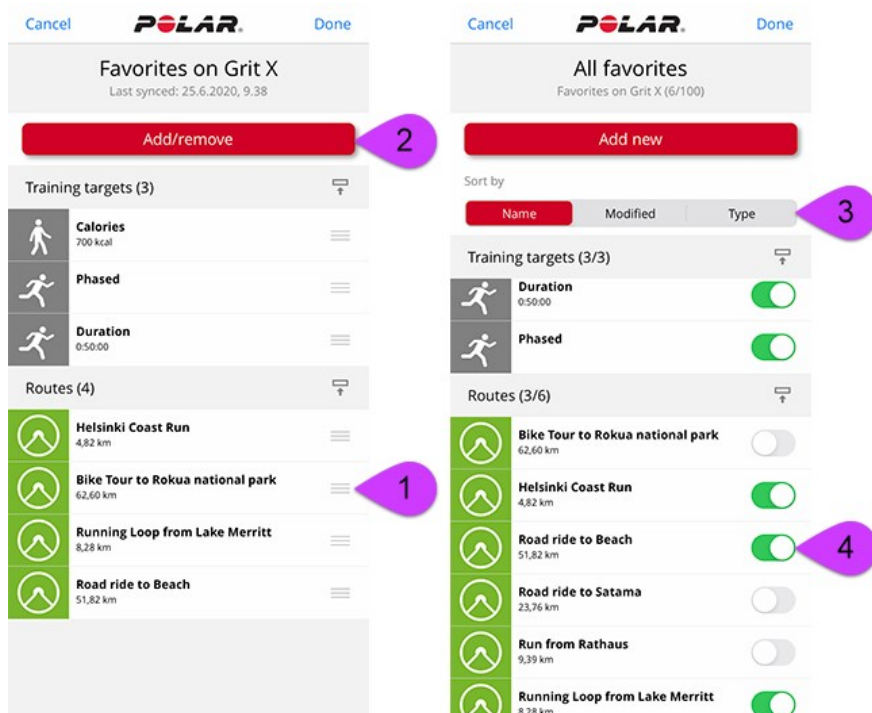 Cancel
POLAR.
Done
Favorites on Grit X
Last synced: 25.6.2020, 9.38
Add/remove
2
Training targets (3)
Calories
700 kcal
Phased
Duration
0:50:00
Routes (4)
Helsinki Coast Run
4,82 km
Bike Tour to Rokua national park
62,60 km
1
Running Loop from Lake Merritt
8,28 km
Road ride to Beach
51,82 km
Cancel
POLAR.
Done
All favorites
Favorites on Grit X (6/100)
Add new
Sort by
Name Modified Type
3
Training targets (3/3)
Duration
0:50:00
Phased
Routes (3/6)
Bike Tour to Rokua national park
62,60 km
Helsinki Coast Run
4,82 km
Road ride to Beach
51,82 km
4
Road ride to Satama
23,76 km
Run from Rathaus
9,39 km
Running Loop from Lake Merritt
8,28 km